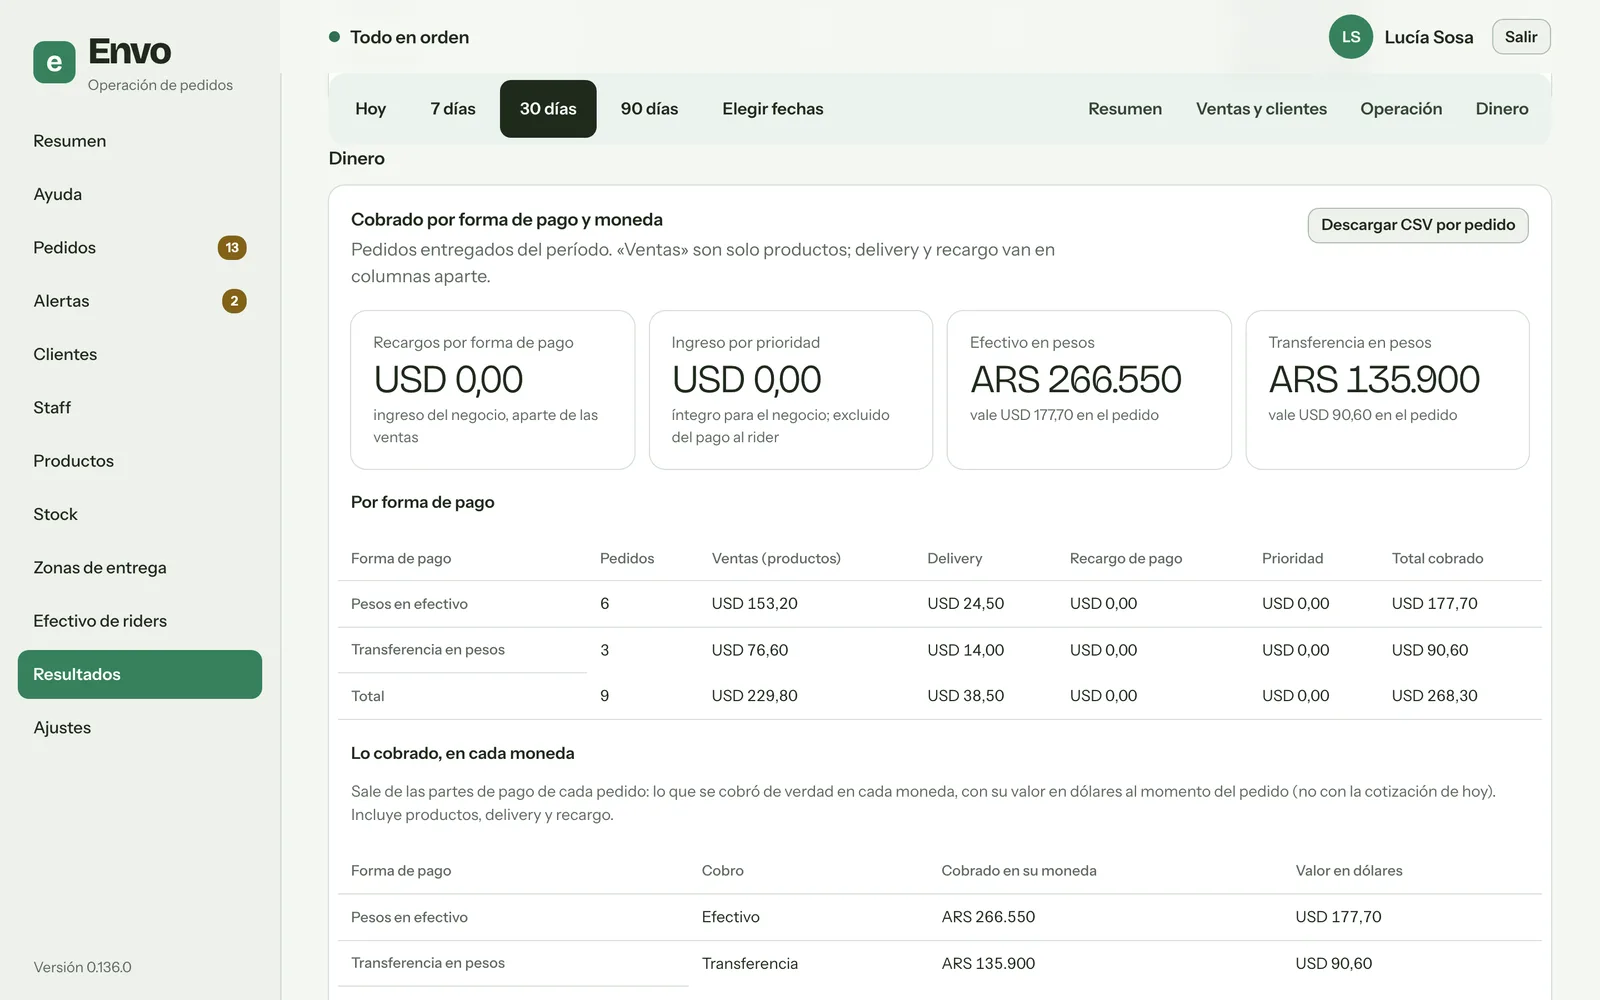 e
Envo
Operación de pedidos
Resumen
Ayuda
Pedidos 13
Alertas 2
Clientes
Staff
Productos
Stock
Zonas de entrega
Efectivo de riders
Resultados
Ajustes
Versión 0.136.0
Todo en orden
LS Lucía Sosa Salir
Hoy 7 días 30 días 90 días Elegir fechas Resumen Ventas y clientes Operación Dinero
Dinero
Cobrado por forma de pago y moneda
Descargar CSV por pedido
Pedidos entregados del período. «Ventas» son solo productos; delivery y recargo van en
columnas aparte.
Recargos por forma de pago
USD 0,00
ingreso del negocio, aparte de las
ventas
Ingreso por prioridad
USD 0,00
íntegro para el negocio; excluido
del pago al rider
Efectivo en pesos
ARS 266.550
vale USD 177,70 en el pedido
Transferencia en pesos
ARS 135.900
vale USD 90,60 en el pedido
Por forma de pago
Forma de pago Pedidos Ventas (productos) Delivery Recargo de pago Prioridad Total cobrado
Pesos en efectivo 6 USD 153,20 USD 24,50 USD 0,00 USD 0,00 USD 177,70
Transferencia en pesos 3 USD 76,60 USD 14,00 USD 0,00 USD 0,00 USD 90,60
Total 9 USD 229,80 USD 38,50 USD 0,00 USD 0,00 USD 268,30
Lo cobrado, en cada moneda
Sale de las partes de pago de cada pedido: lo que se cobró de verdad en cada moneda, con su valor en dólares al momento del pedido (no con la cotización de hoy).
Incluye productos, delivery y recargo.
Forma de pago Cobro Cobrado en su moneda Valor en dólares
Pesos en efectivo Efectivo ARS 266.550 USD 177,70
Transferencia en pesos Transferencia ARS 135.900 USD 90,60